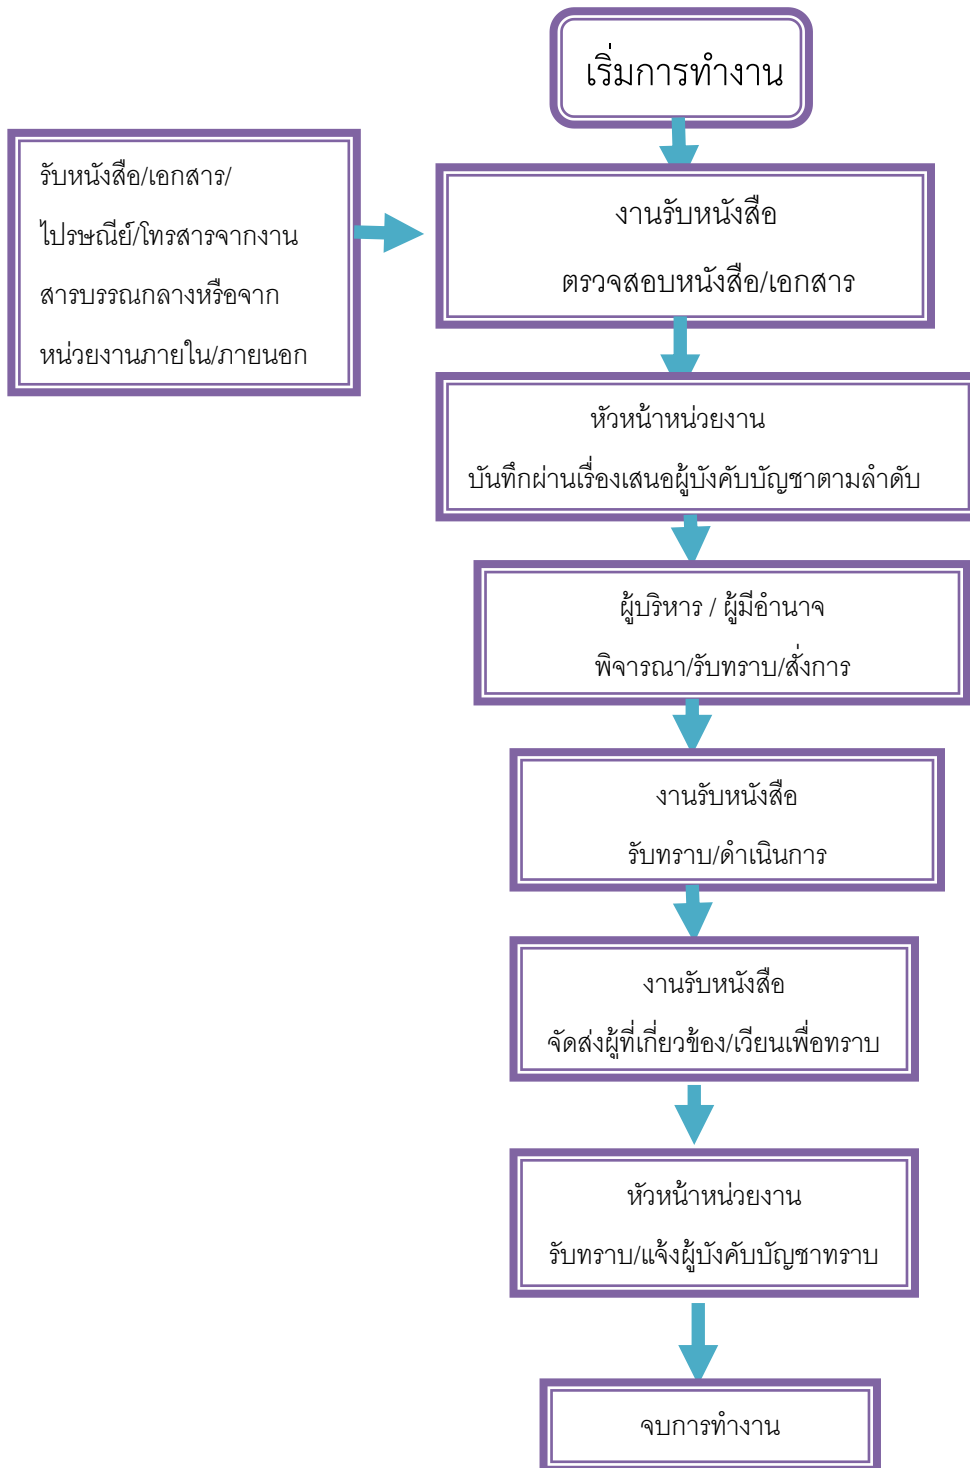 เริ่มการทำงาน
รับหนังสือ/เอกสาร/
ไปรษณีย์/โทรสารจากงาน
สารบรรณกลางหรือจาก
หน่วยงานภายใน/ภายนอก
งานรับหนังสือ
ตรวจสอบหนังสือ/เอกสาร
หัวหน้าหน่วยงาน
บันทึกผ่านเรื่องเสนอผู้บังคับบัญชาตามลำดับ
ผู้บริหาร / ผู้มีอำนาจ
พิจารณา/รับทราบ/สั่งการ
งานรับหนังสือ
รับทราบ/ดำเนินการ
งานรับหนังสือ
จัดส่งผู้ที่เกี่ยวข้อง/เวียนเพื่อทราบ
หัวหน้าหน่วยงาน
รับทราบ/แจ้งผู้บังคับบัญชาทราบ
จบการทำงาน